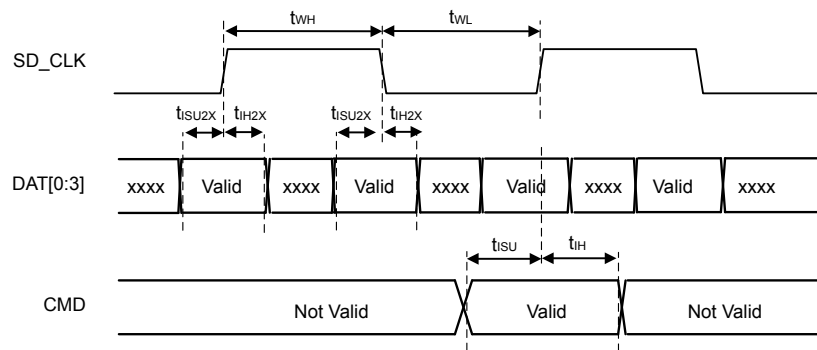 tWH tWL
SD_CLK
tISU2X tIH2X tISU2X tIH2X
DAT[0:3] xxxx Valid xxxx Valid xxxx Valid xxxx Valid xxxx
tISU tIH
CMD Not Valid Valid Not Valid